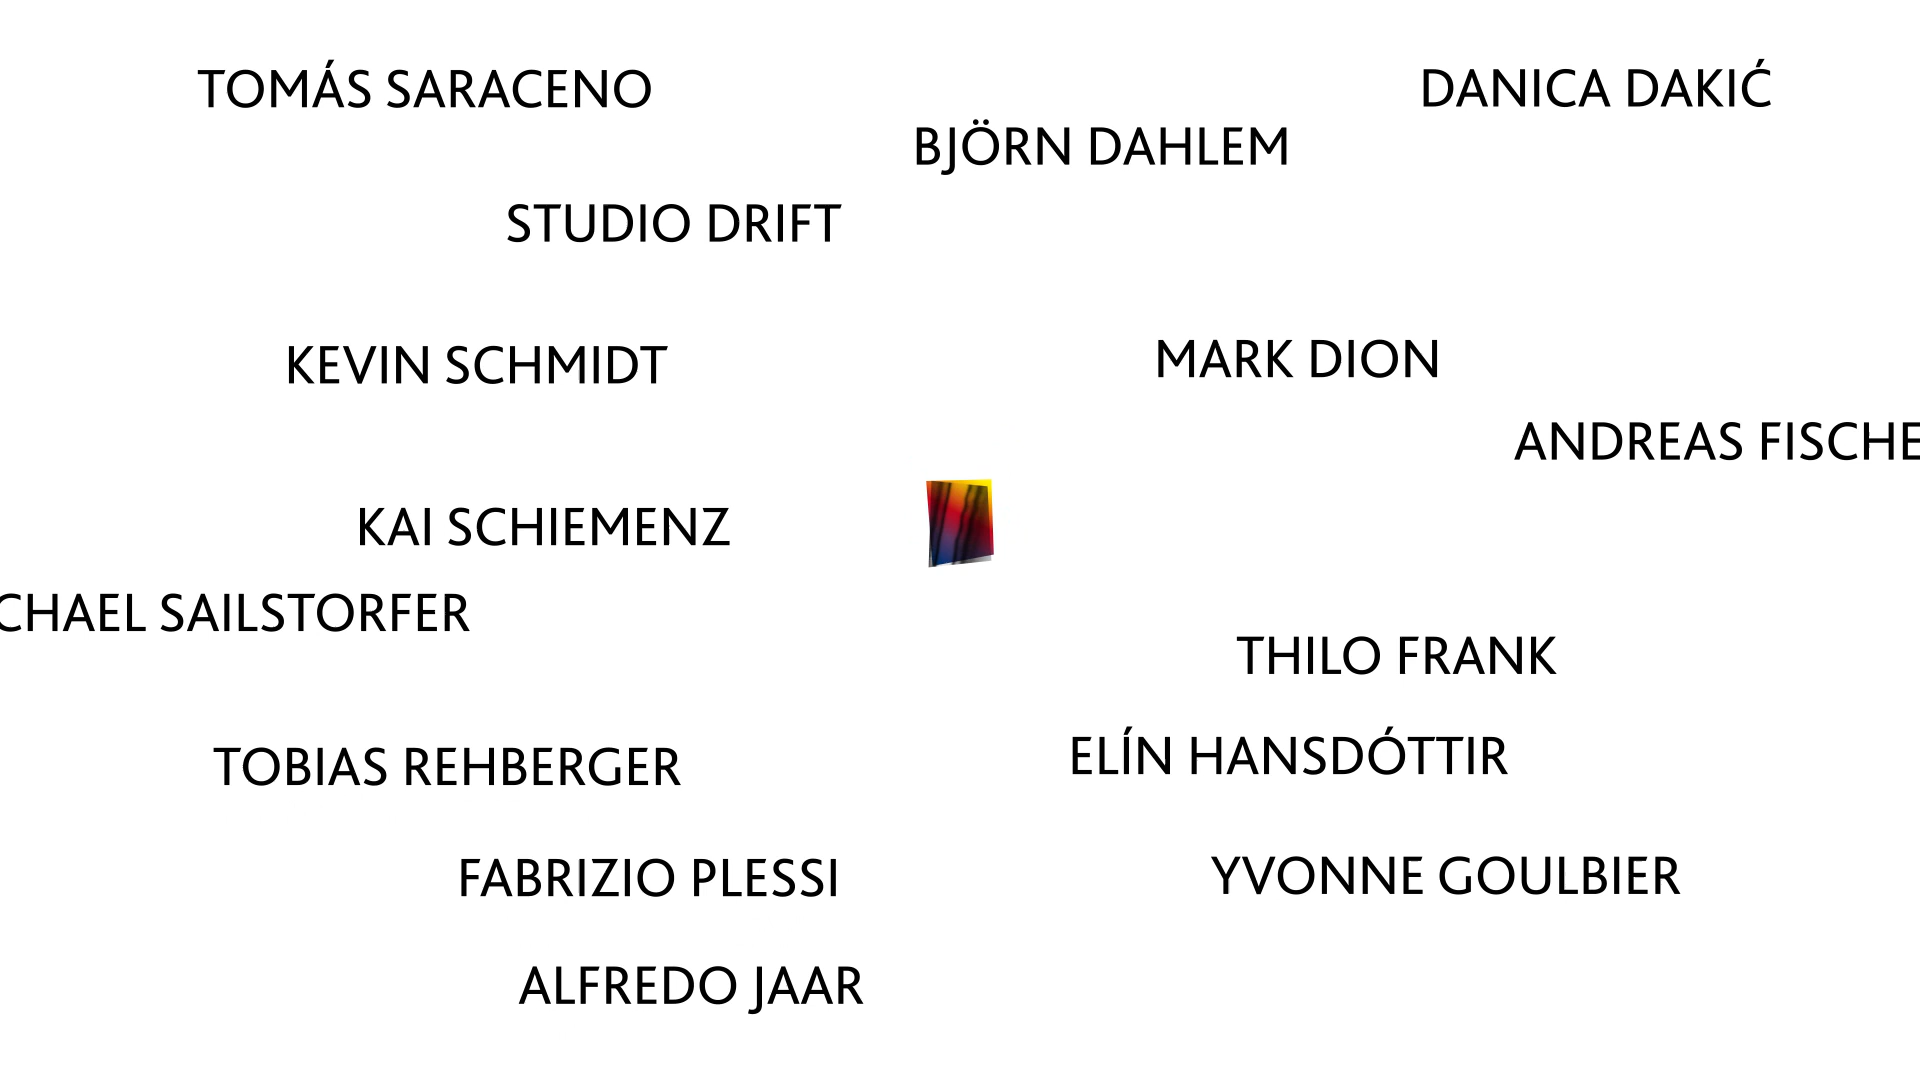 TOMÁS SARACENO
DANICA DAKIĆ
BJÖRN DAHLEM
STUDIO DRIFT
KEVIN SCHMIDT
MARK DION
ANDREAS FISCHE
KAI SCHIEMENZ
CHAEL SAILSTORFER
THILO FRANK
TOBIAS REHBERGER
ELÍN HANSDÓTTIR
FABRIZIO PLESSI
YVONNE GOULBIER
ALFREDO JAAR